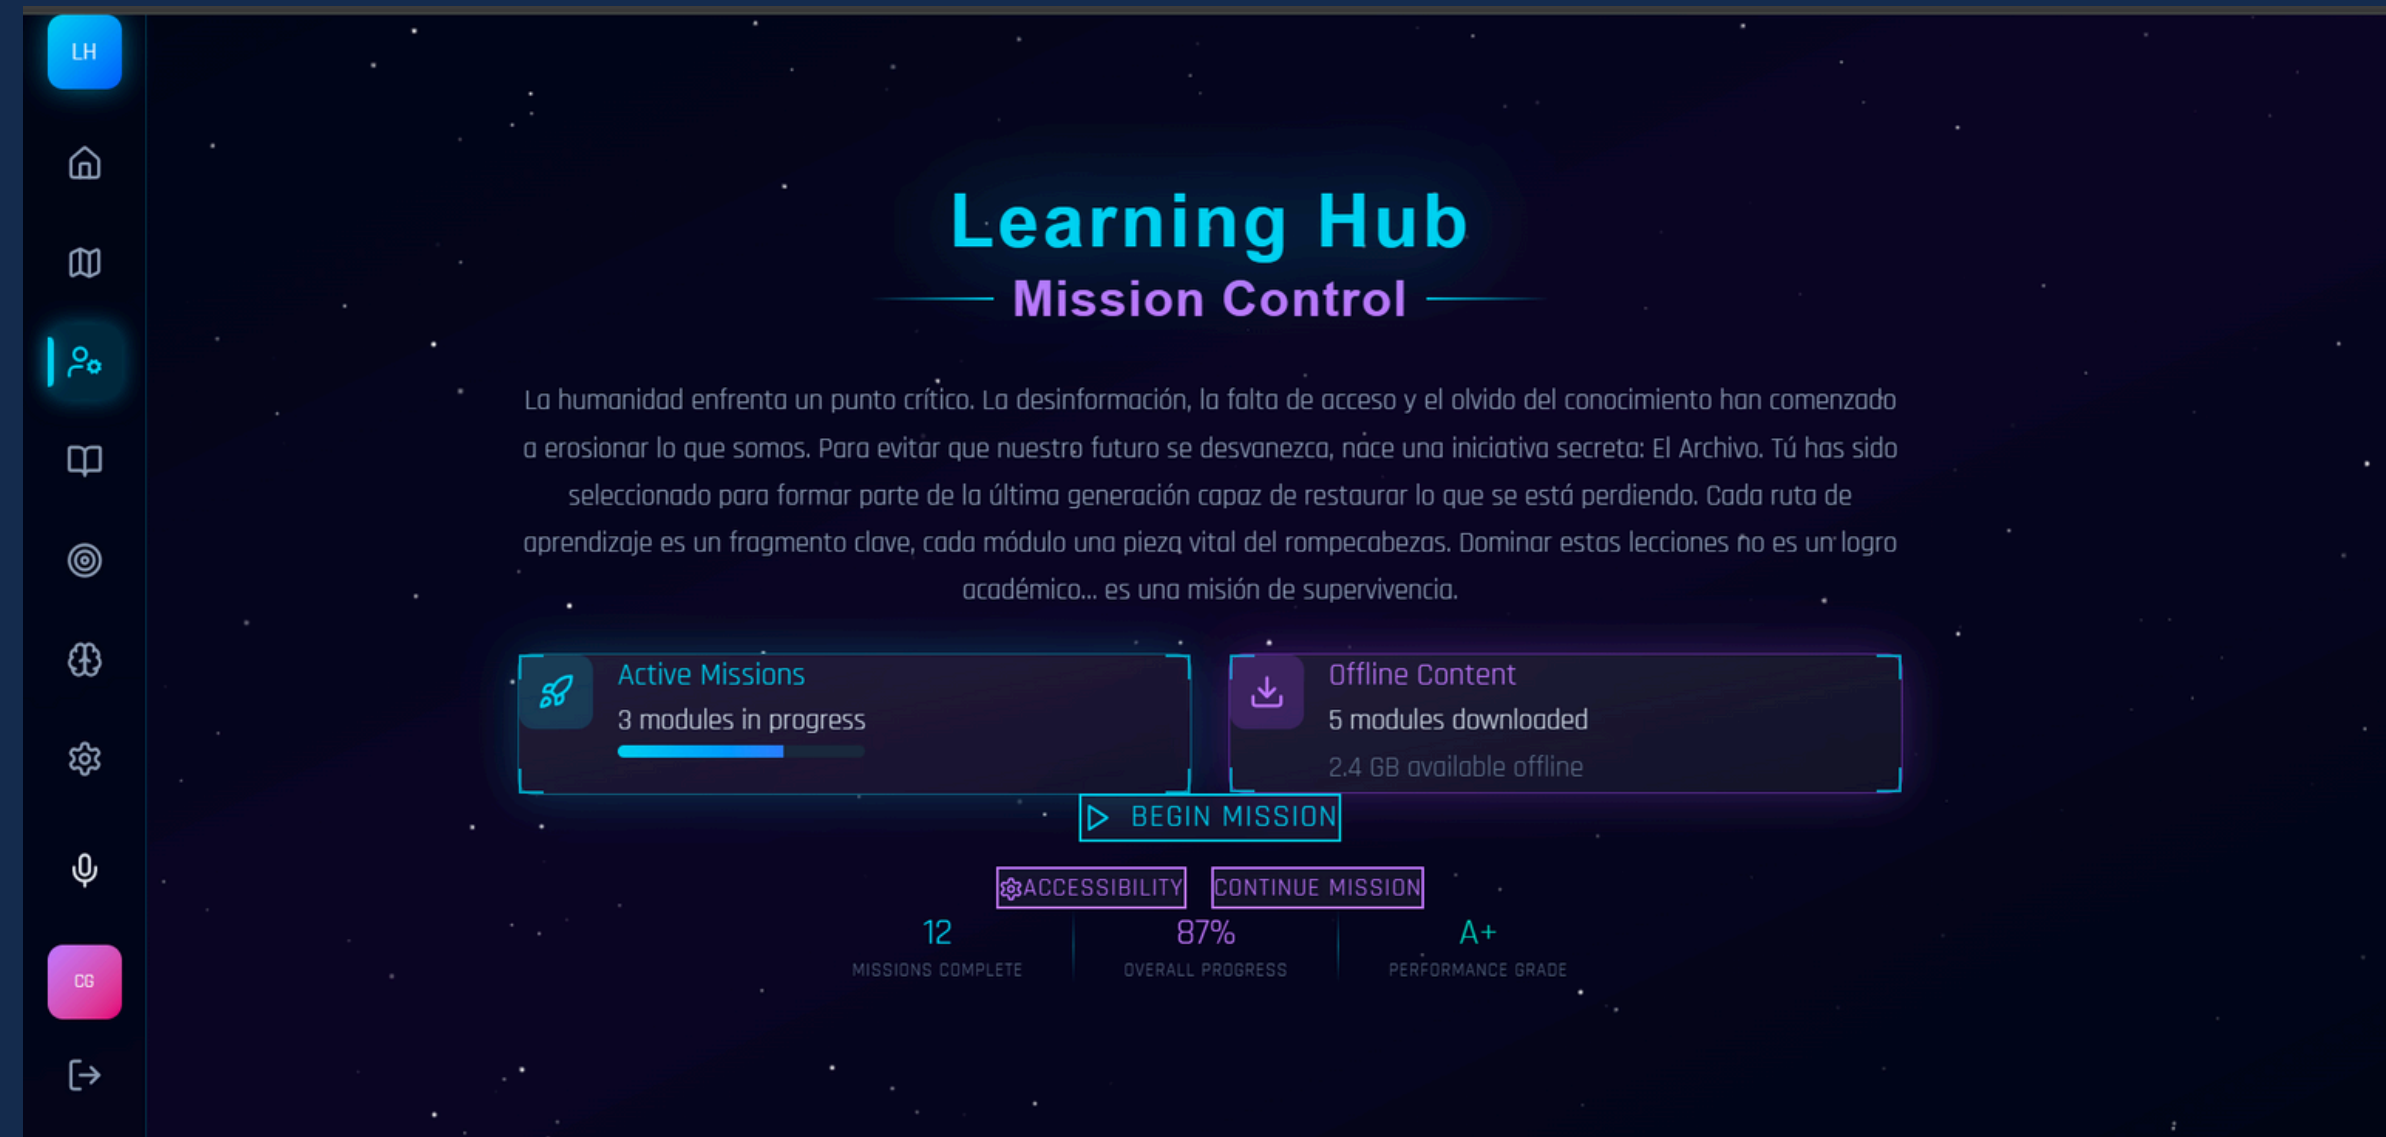 LH
Learning Hub
Mission Control
La humanidad enfrenta un punto crítico. La desinformación, la falta de acceso y el olvido del conocimiento han comenzado
a erosionar lo que somos. Para evitar que nuestro futuro se desvanezca, nace una iniciativa secreta: El Archivo. Tú has sido
seleccionado para formar parte de la última generación capaz de restaurar lo que se está perdiendo. Cada ruta de
aprendizaje es un fragmento clave, cada módulo una pieza vital del rompecabezas. Dominar estas lecciones no es un logro
académico... es una misión de supervivencia.
Active Missions
3 modules in progress
Offline Content
5 modules downloaded
2.4 GB available offline
BEGIN MISSION
ACCESSIBILITY
CONTINUE MISSION
12
MISSIONS COMPLETE
87%
OVERALL PROGRESS
A+
PERFORMANCE GRADE
CG